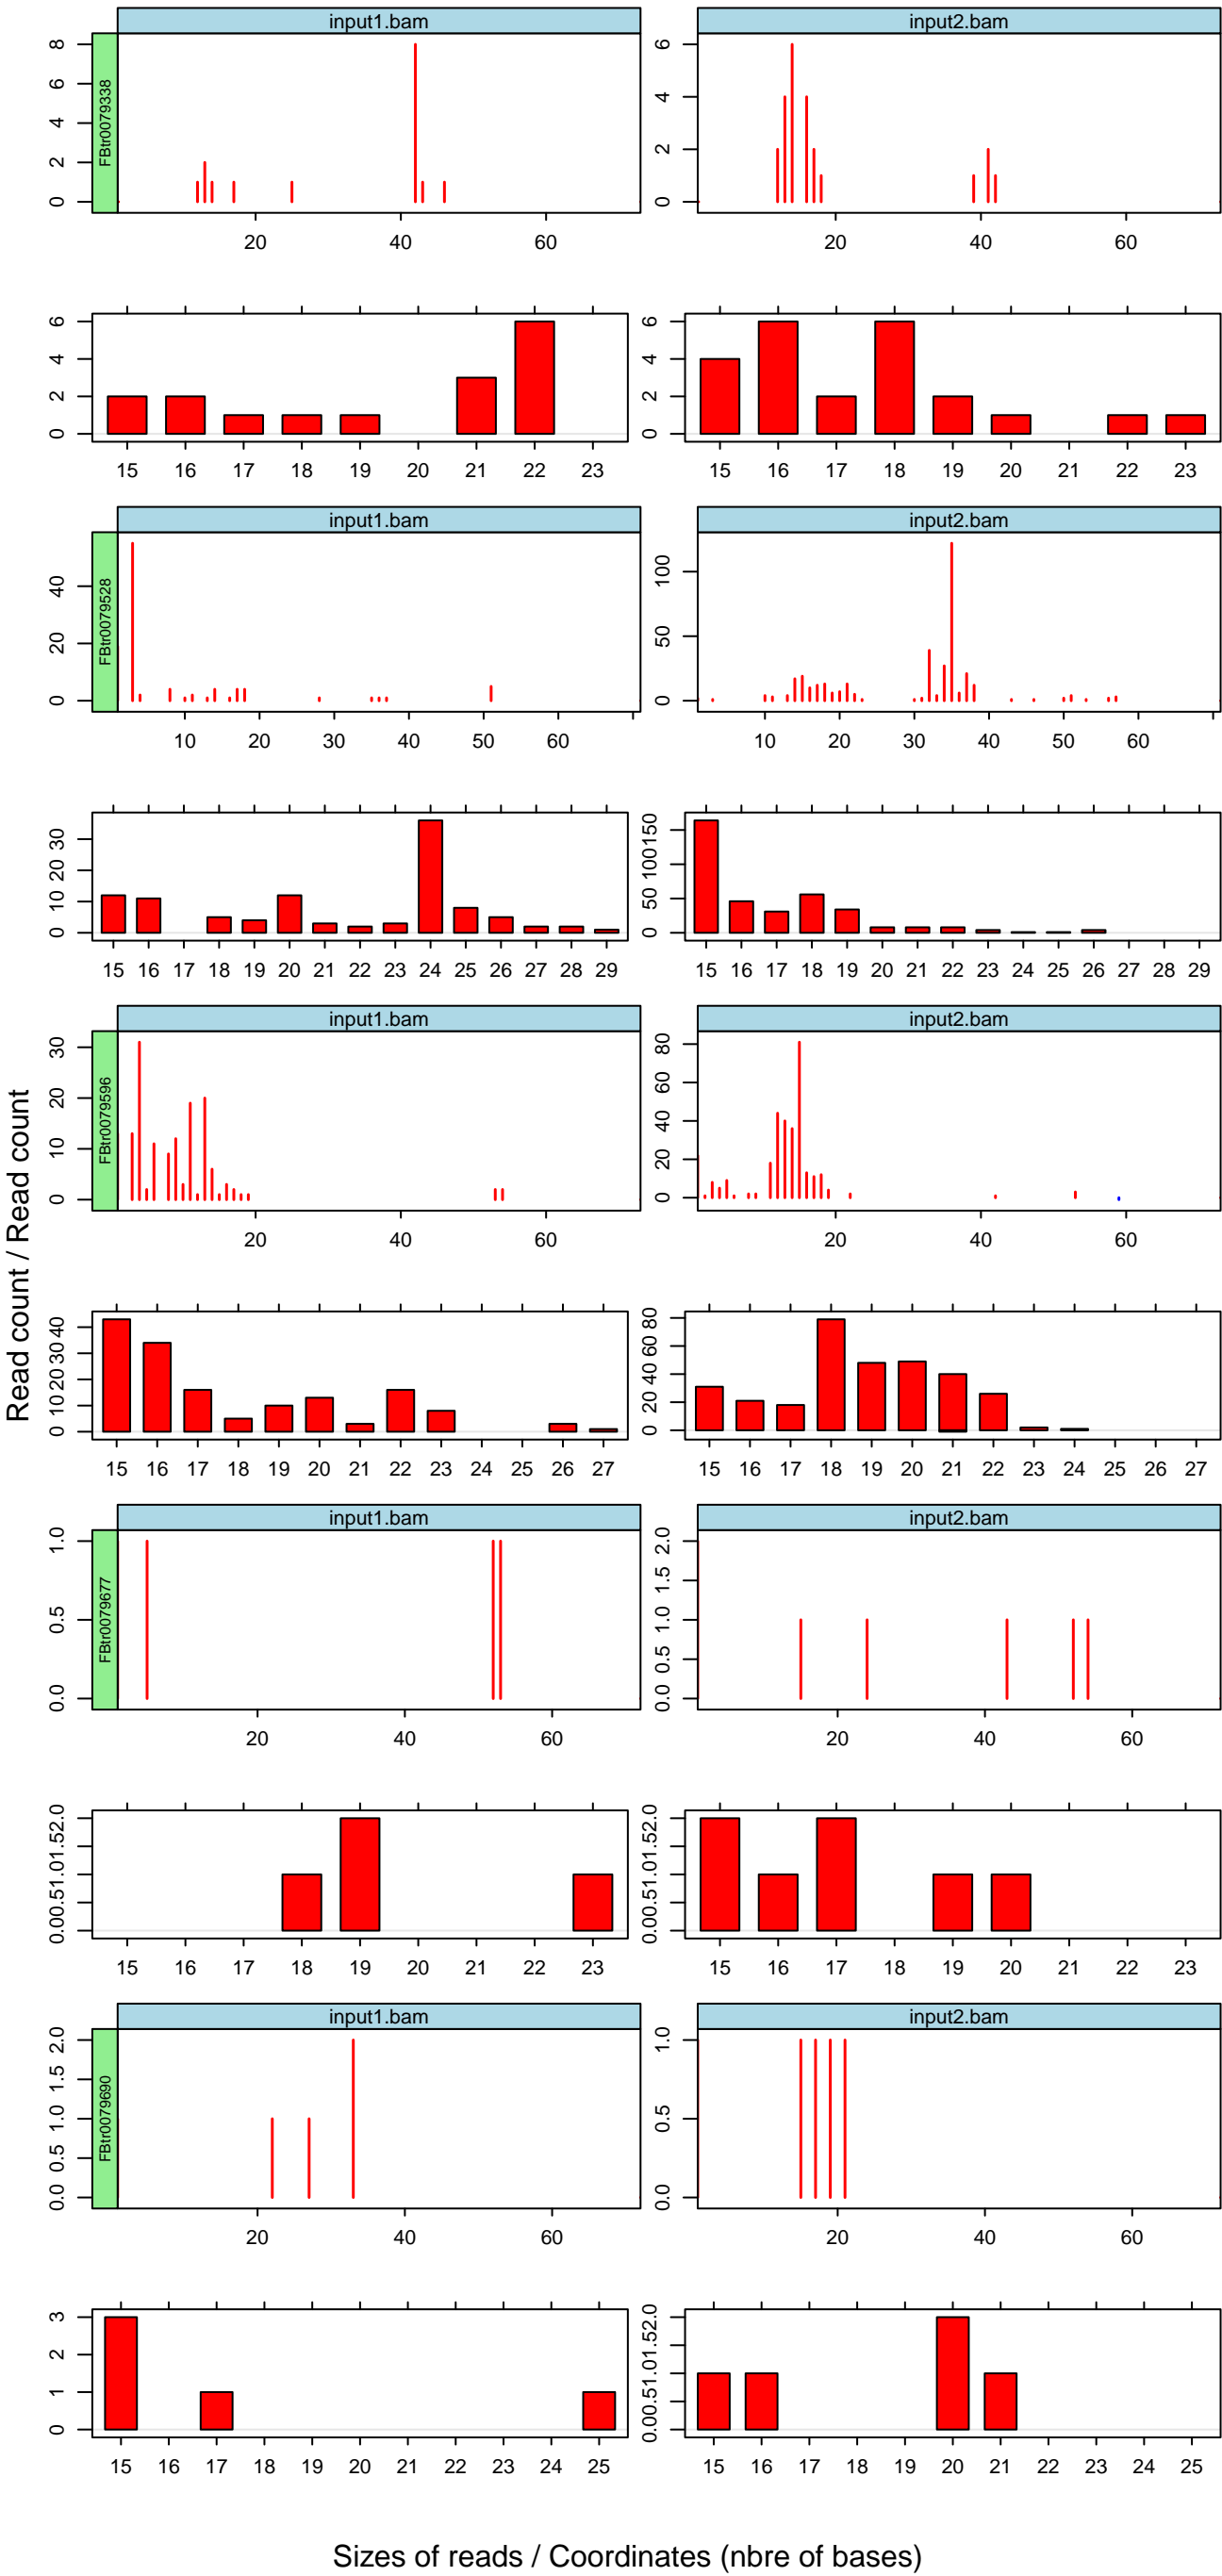 input1.bam input2.bam
FBtr0079338
0 2 4 6 8
0 2 4 6
20 40 60 20 40 60
0 2 4 6
0 2 4 6
15 16 17 18 19 20 21 22 23 15 16 17 18 19 20 21 22 23
input1.bam input2.bam
FBtr0079528
0 20 40
0 50 100
10 20 30 40 50 60 10 20 30 40 50 60
0 10 20 30
0 50 100 150
15 16 17 18 19 20 21 22 23 24 25 26 27 28 29 15 16 17 18 19 20 21 22 23 24 25 26 27 28 29
input1.bam input2.bam
FBtr0079596
0 10 20 30
0 20 40 60 80
20 40 60 20 40 60
Read count / Read count
0 10 20 30 40
0 20 40 60 80
15 16 17 18 19 20 21 22 23 24 25 26 27 15 16 17 18 19 20 21 22 23 24 25 26 27
input1.bam input2.bam
FBtr0079677
0.0 0.5 1.0
0.0 0.5 1.0 1.5 2.0
20 40 60 20 40 60
0.0 0.5 1.0 1.5 2.0
0.0 0.5 1.0 1.5 2.0
15 16 17 18 19 20 21 22 23 15 16 17 18 19 20 21 22 23
input1.bam input2.bam
FBtr0079690
0.0 0.5 1.0 1.5 2.0
0.0 0.5 1.0
20 40 60 20 40 60
0 1 2 3
0.0 0.5 1.0 1.5 2.0
15 16 17 18 19 20 21 22 23 24 25 15 16 17 18 19 20 21 22 23 24 25
Sizes of reads / Coordinates (nbre of bases)